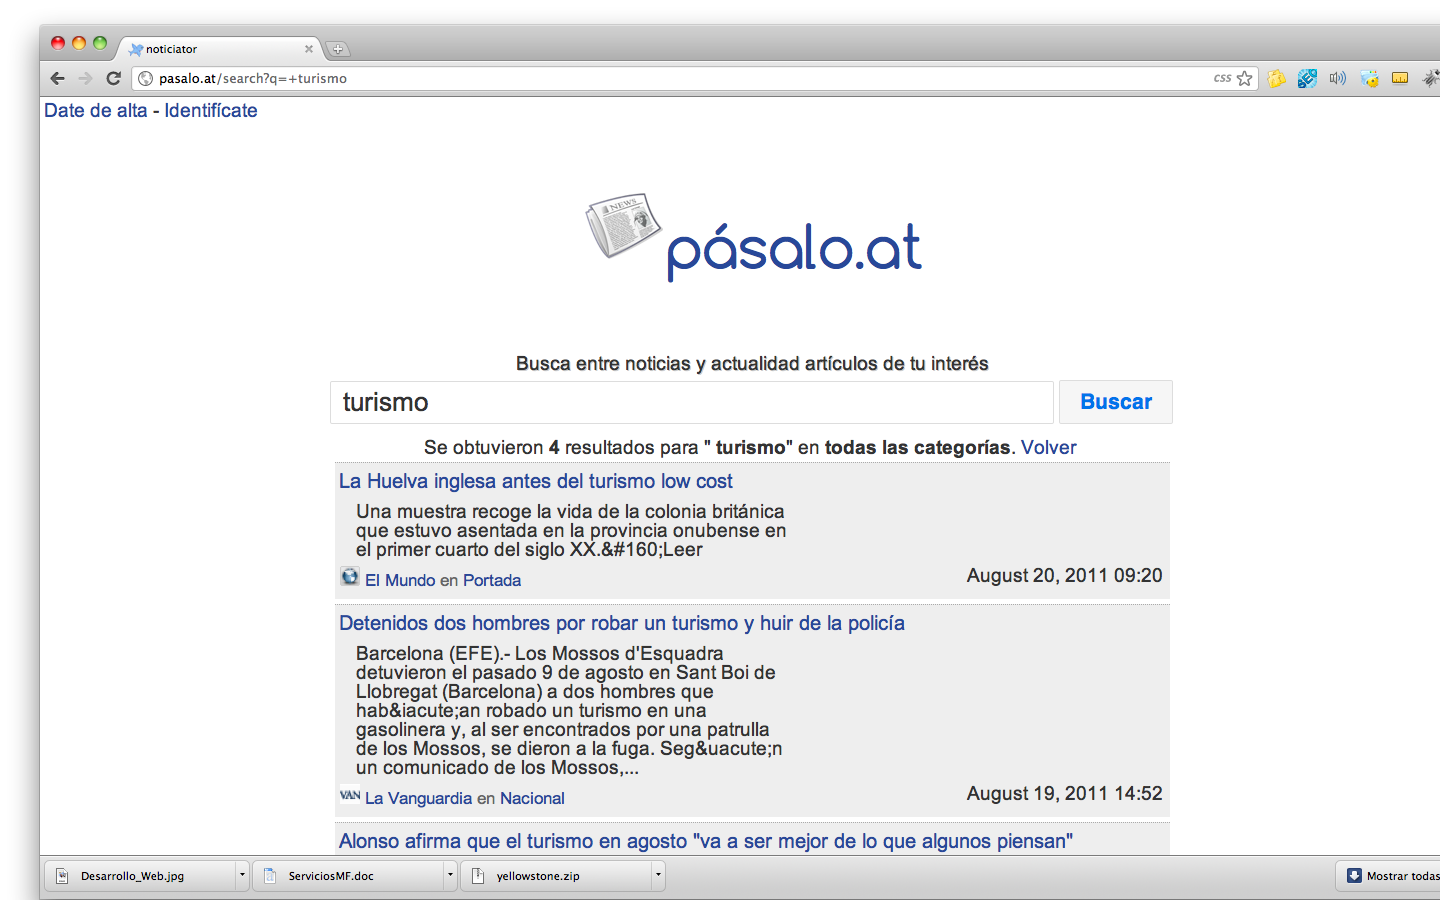 noticiator
pasalo.at/search?q=+turismo
css
Date de alta - Identifícate
NEWS
pásalo.at
Busca entre noticias y actualidad artículos de tu interés
turismo
Buscar
Se obtuvieron 4 resultados para " turismo" en todas las categorías. Volver
La Huelva inglesa antes del turismo low cost
Una muestra recoge la vida de la colonia británica
que estuvo asentada en la provincia onubense en
el primer cuarto del siglo XX.&#160;Leer
El Mundo en Portada
August 20, 2011 09:20
Detenidos dos hombres por robar un turismo y huir de la policía
Barcelona (EFE).- Los Mossos d'Esquadra
detuvieron el pasado 9 de agosto en Sant Boi de
Llobregat (Barcelona) a dos hombres que
hab&iacute;an robado un turismo en una
gasolinera y, al ser encontrados por una patrulla
de los Mossos, se dieron a la fuga. Seg&uacute;n
un comunicado de los Mossos,...
VAN La Vanguardia en Nacional
August 19, 2011 14:52
Alonso afirma que el turismo en agosto "va a ser mejor de lo que algunos piensan"
Desarrollo_Web.jpg
ServiciosMF.doc
yellowstone.zip
Mostrar todas